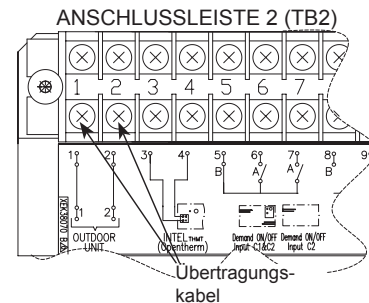 ANSCHLUSSLEISTE 2 (TB2)
1 2 3 4 5 6 7
1 2 3 4 5 6 7 8 9
B A A B
1 2
XEK38070
OUTDOOR UNIT
INTEL. THMT (Opentherm)
Demand ON/OFF Input C1&C2
Demand ON/OFF Input C2
Übertragungs-
kabel